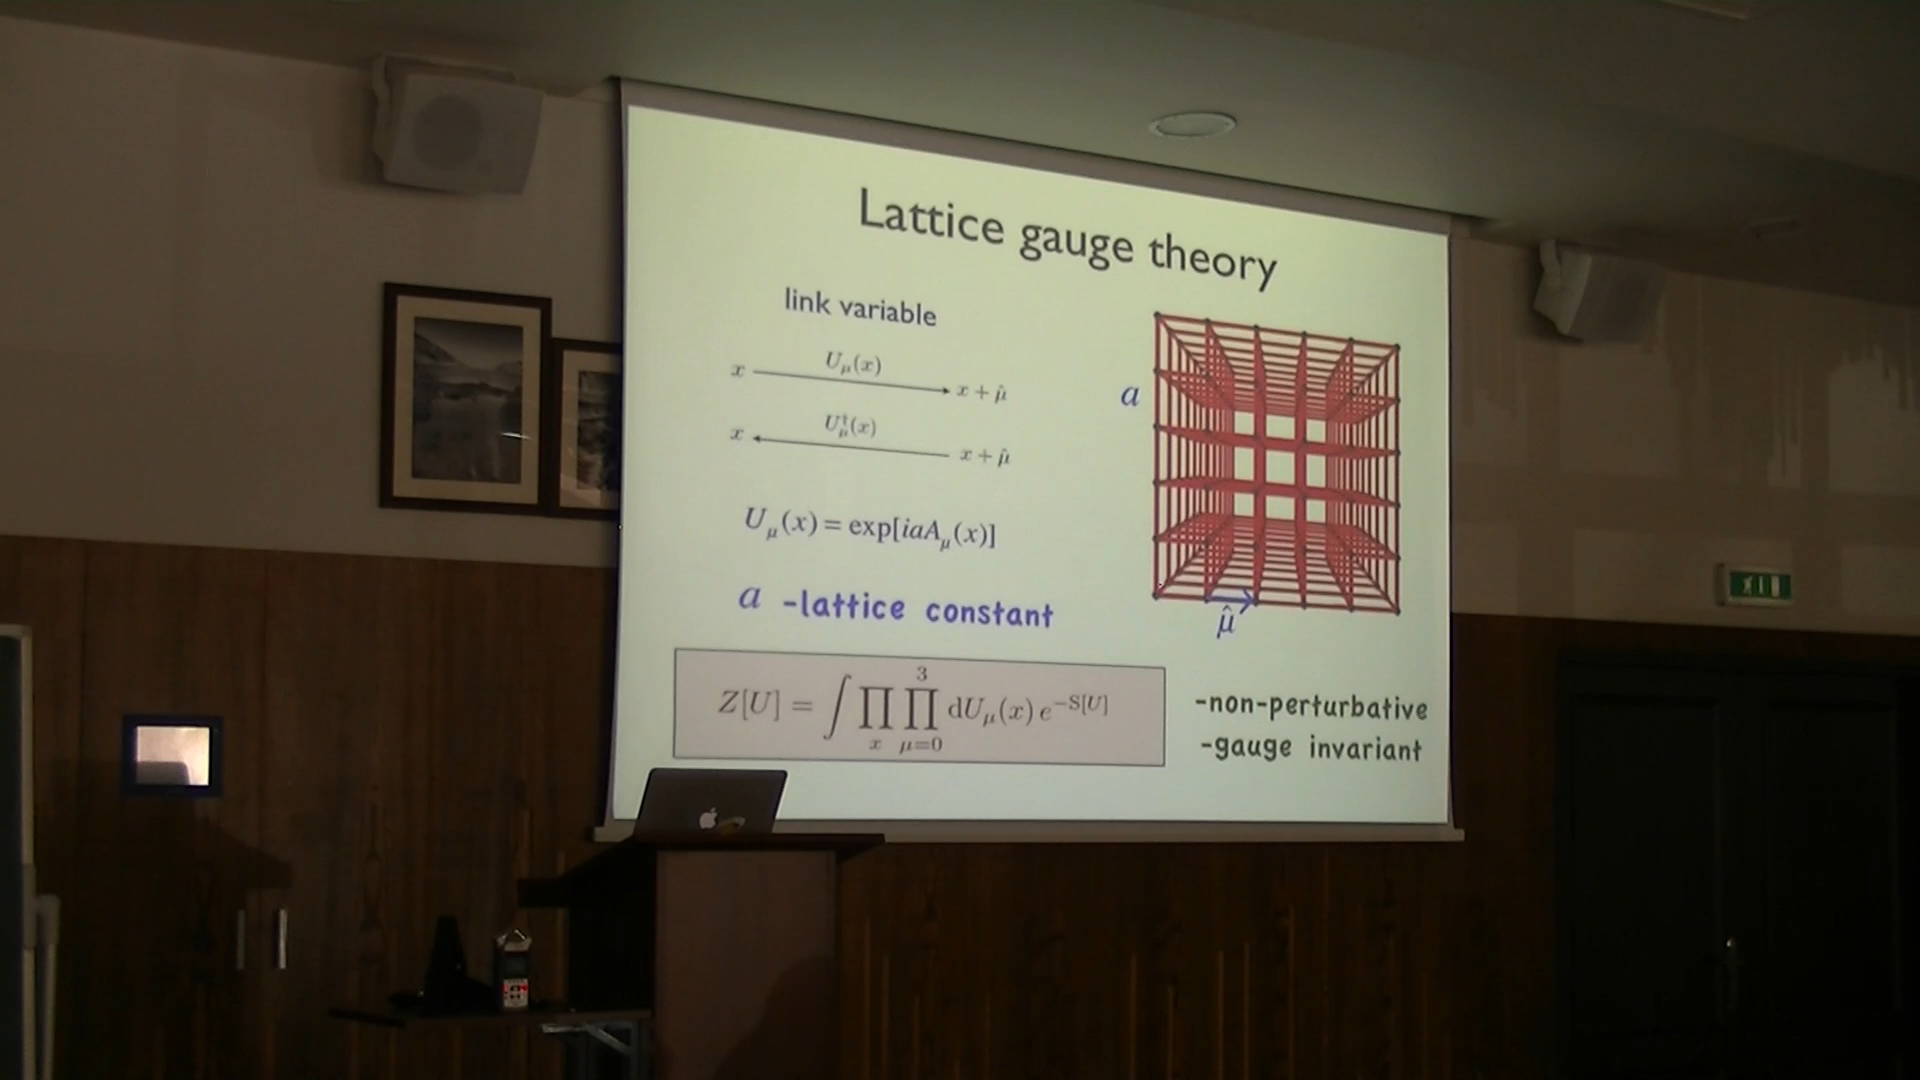 Lattice gauge theory
link variable
x U_μ(x) x + μ̂
x U_μ^†(x) x + μ̂
U_μ(x) = exp[iaA_μ(x)]
a -lattice constant
a
μ̂
Z[U] = ∫ ∏_x ∏_{μ=0}^{3} dU_μ(x) e^{-S[U]}
-non-perturbative
-gauge invariant